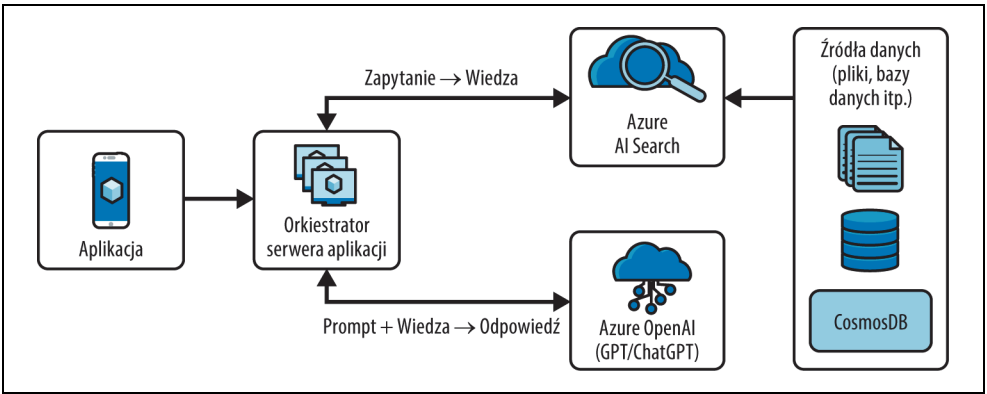 Aplikacja
Orkiestrator
serwera aplikacji
Zapytanie → Wiedza
Prompt + Wiedza → Odpowiedź
Azure
AI Search
Azure OpenAI
(GPT/ChatGPT)
Źródła danych
(pliki, bazy
danych itp.)
CosmosDB